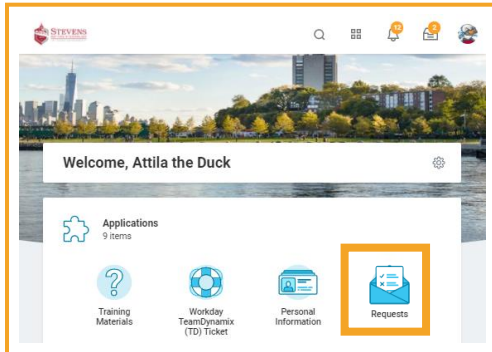 STEVENS
12
2
Welcome, Attila the Duck
Applications
9 items
Training
Materials
Workday
TeamDynamix
(TD) Ticket
Personal
Information
Requests